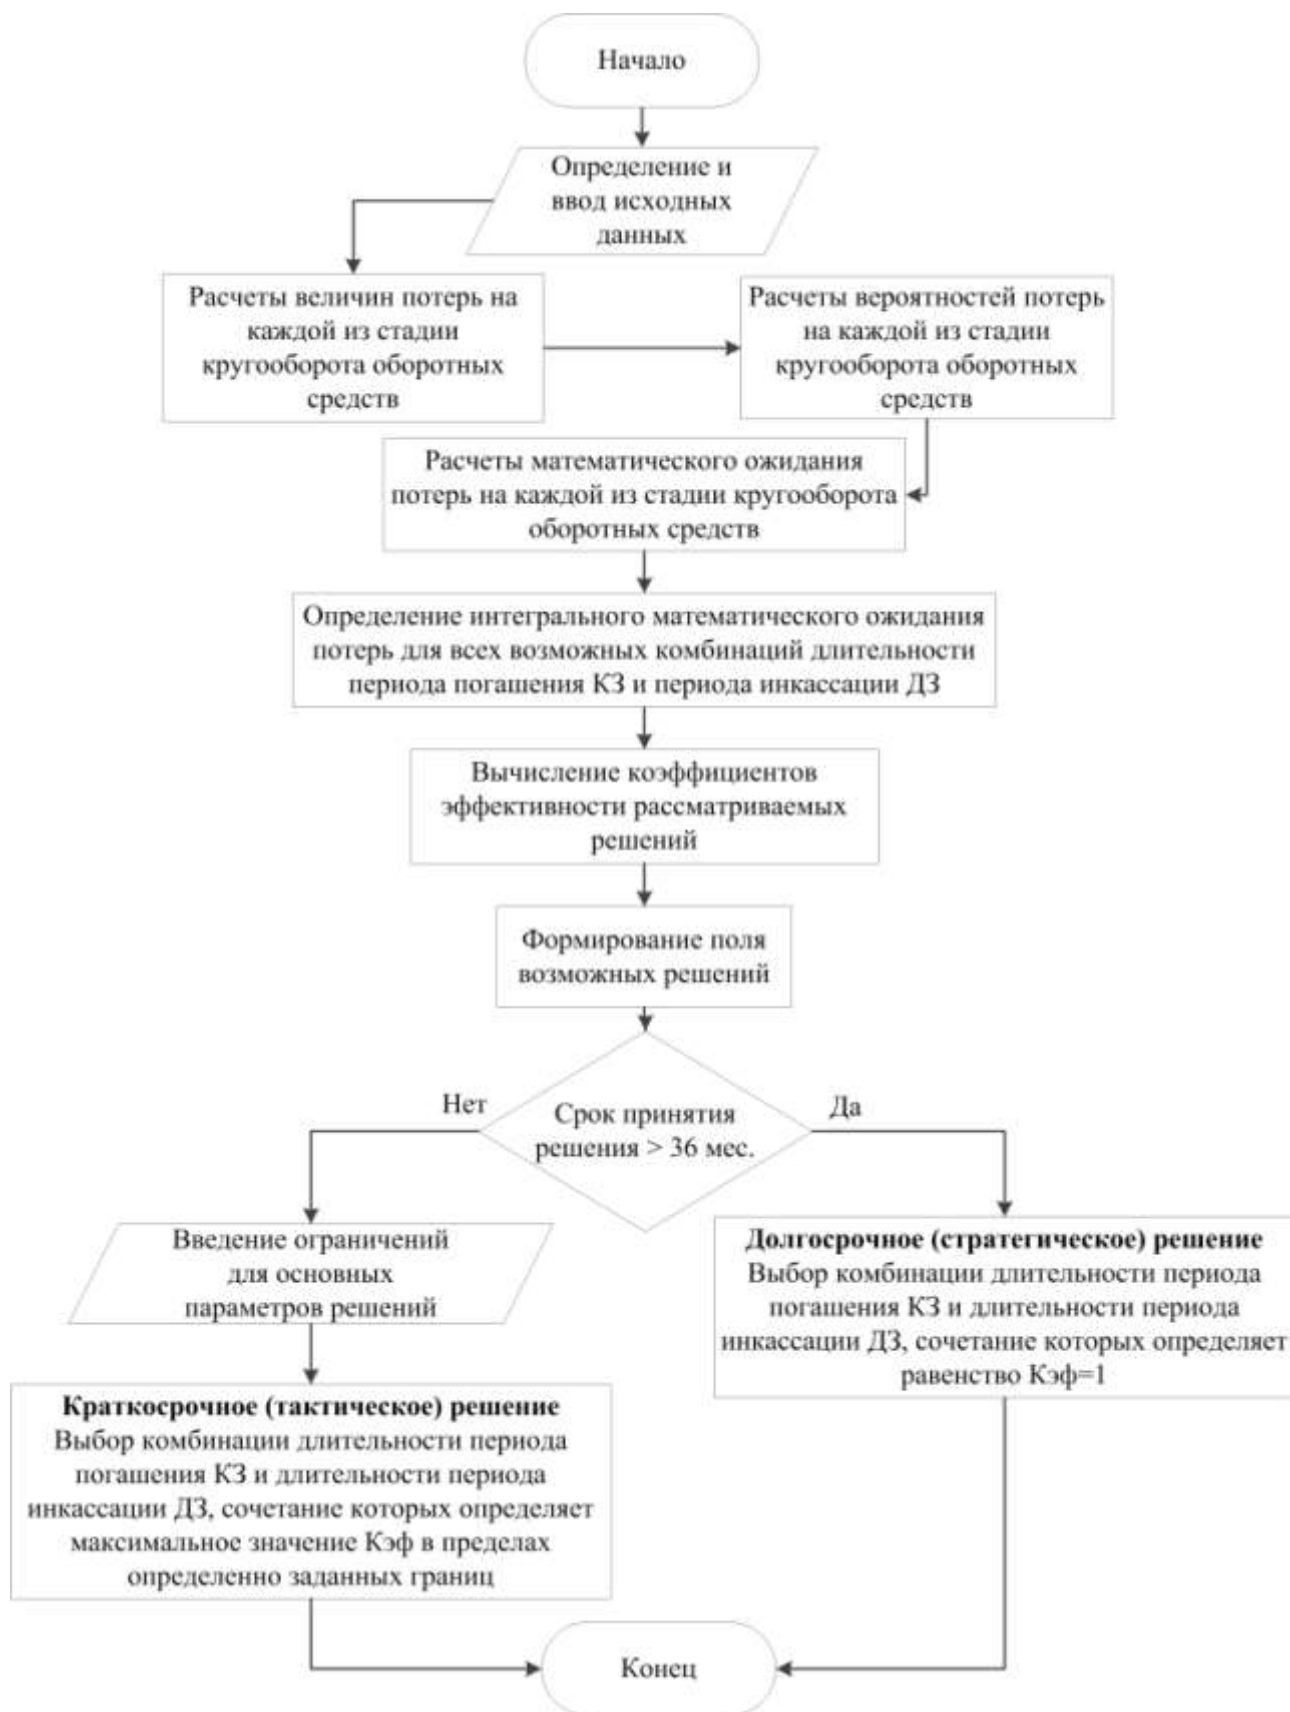 Начало
Определение и
ввод исходных
данных
Расчеты величин потерь на
каждой из стадии
кругооборота оборотных
средств
Расчеты вероятностей потерь
на каждой из стадии
кругооборота оборотных
средств
Расчеты математического ожидания
потерь на каждой из стадии кругооборота
оборотных средств
Определение интегрального математического ожидания
потерь для всех возможных комбинаций длительности
периода погашения КЗ и периода инкассации ДЗ
Вычисление коэффициентов
эффективности рассматриваемых
решений
Формирование поля
возможных решений
Срок принятия
решения > 36 мес.
Нет
Да
Введение ограничений
для основных
параметров решений
Краткосрочное (тактическое) решение
Выбор комбинации длительности периода
погашения КЗ и длительности периода
инкассации ДЗ, сочетание которых определяет
максимальное значение Кэф в пределах
определенно заданных границ
Долгосрочное (стратегическое) решение
Выбор комбинации длительности периода
погашения КЗ и длительности периода
инкассации ДЗ, сочетание которых определяет
равенство Кэф=1
Конец